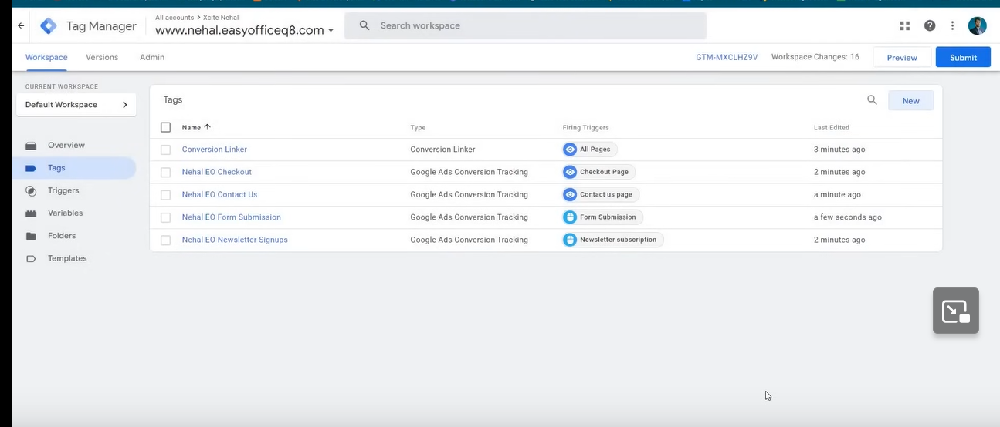 All accounts > Xcite Nehal
Tag Manager
www.nehal.easyofficeq8.com
Search workspace
Workspace Versions Admin
GTM-MXCLHZ9V Workspace Changes: 16 Preview Submit
CURRENT WORKSPACE
Default Workspace
Overview
Tags
Triggers
Variables
Folders
Templates
Tags
New
Name Type Firing Triggers Last Edited
Conversion Linker Conversion Linker All Pages 3 minutes ago
Nehal EO Checkout Google Ads Conversion Tracking Checkout Page 2 minutes ago
Nehal EO Contact Us Google Ads Conversion Tracking Contact us page a minute ago
Nehal EO Form Submission Google Ads Conversion Tracking Form Submission a few seconds ago
Nehal EO Newsletter Signups Google Ads Conversion Tracking Newsletter subscription 2 minutes ago